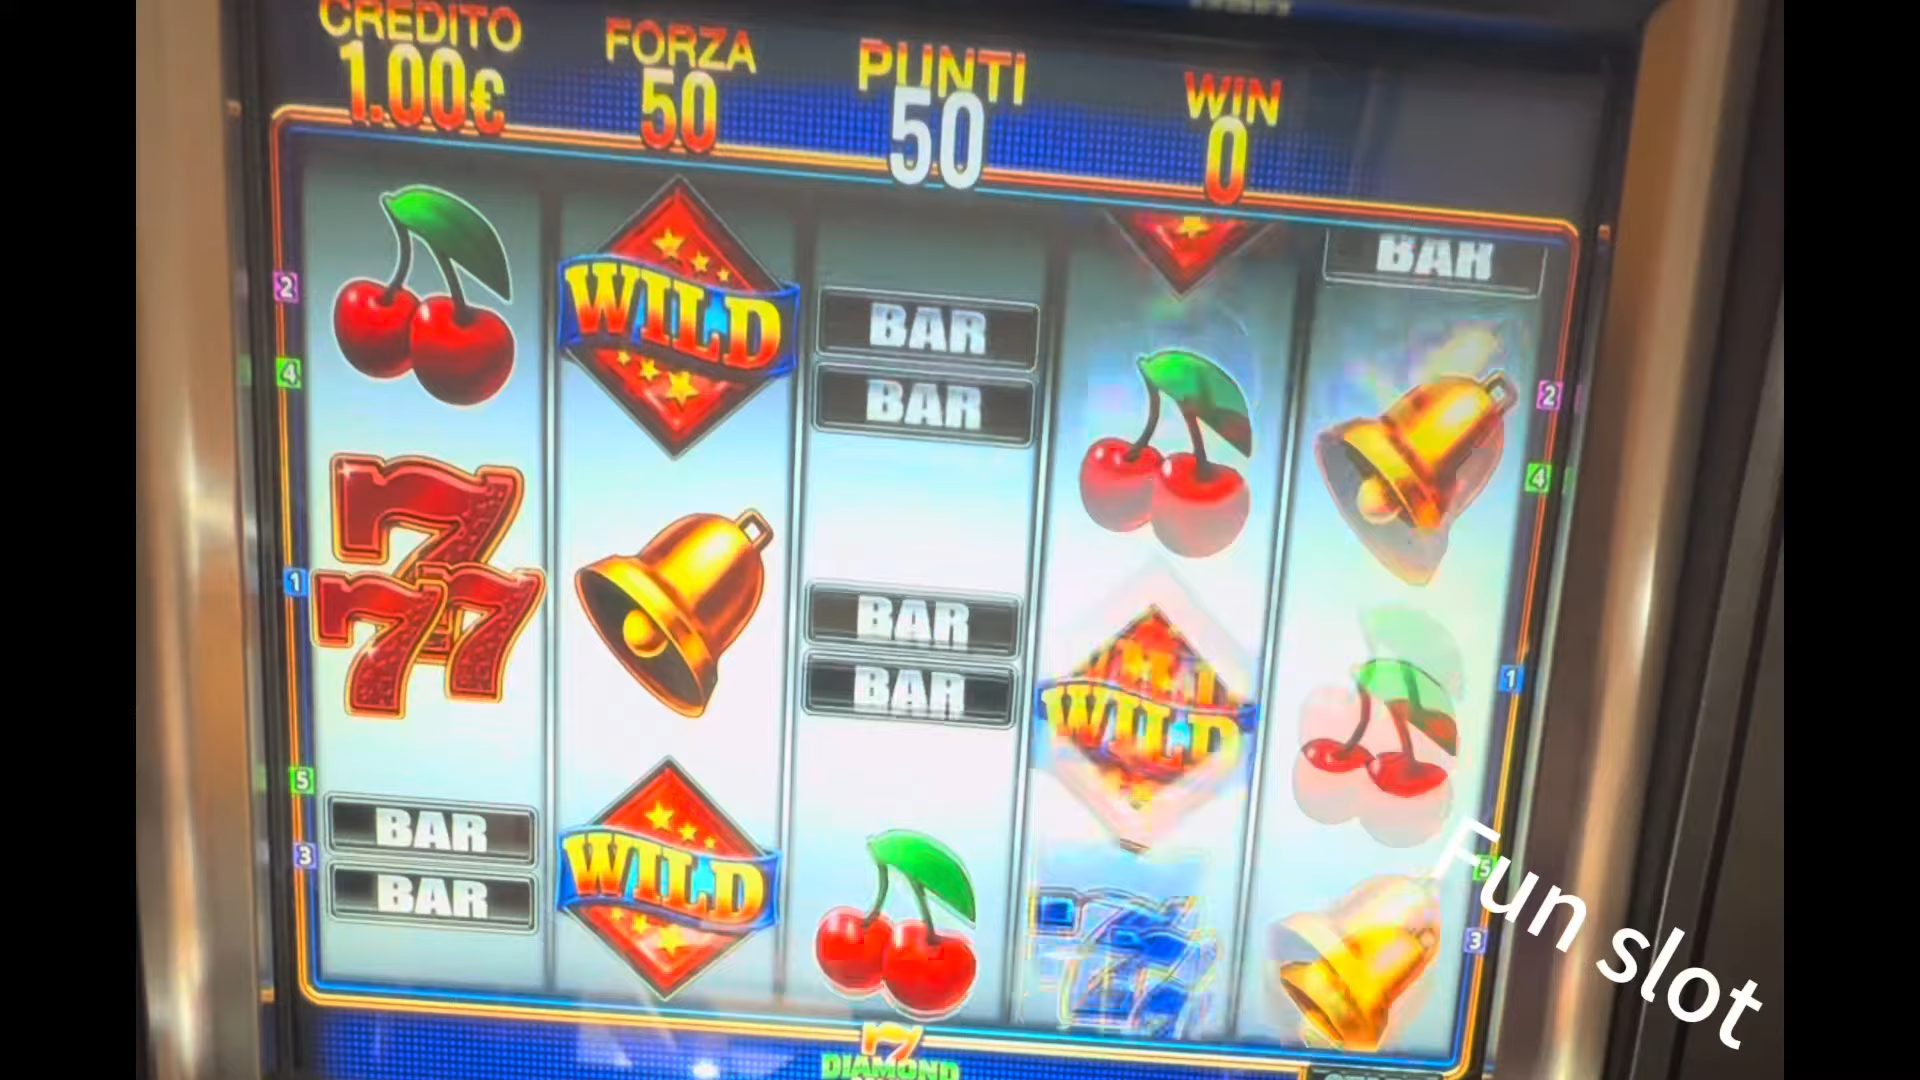 CREDITO FORZA PUNTI WIN
1.00€ 50 50 0
BAR
WILD
2 BAR 2
4 BAR 4
1 BAR 1
BAR
WILD
5 BAR 5
WILD
3 BAR 3
Fun slot
7
DIAMOND